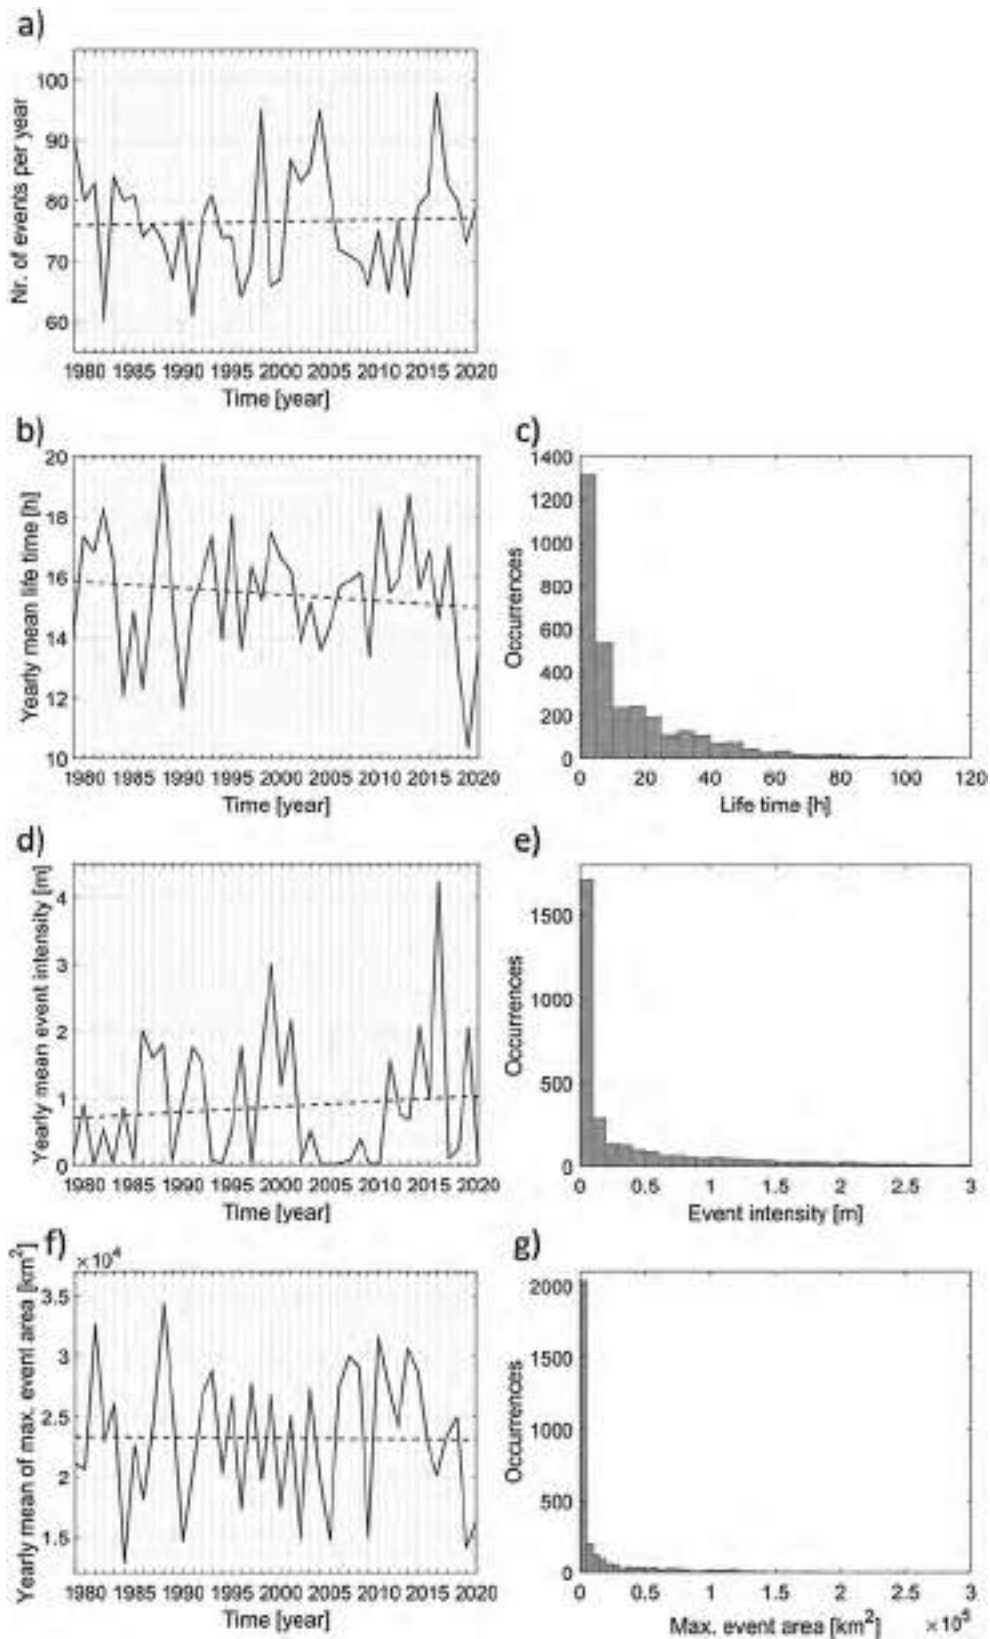 a)
Nr. of events per year
100
90
80
70
60
1980 1985 1990 1995 2000 2005 2010 2015 2020
Time [year]
b)
Yearly mean life time [h]
20
18
16
14
12
10
1980 1985 1990 1995 2000 2005 2010 2015 2020
Time [year]
c)
Occurrences
1400
1200
1000
800
600
400
200
0
0 20 40 60 80 100 120
Life time [h]
d)
Yearly mean event intensity [m]
4
3
2
1
0
1980 1985 1990 1995 2000 2005 2010 2015 2020
Time [year]
e)
Occurrences
1500
1000
500
0
0 0.5 1 1.5 2 2.5 3
Event intensity [m]
f)
×10⁴
Yearly mean of max. event area [km²]
3.5
3
2.5
2
1.5
1980 1985 1990 1995 2000 2005 2010 2015 2020
Time [year]
g)
Occurrences
2000
1500
1000
500
0
0 0.5 1 1.5 2 2.5 3
Max. event area [km²] ×10⁵